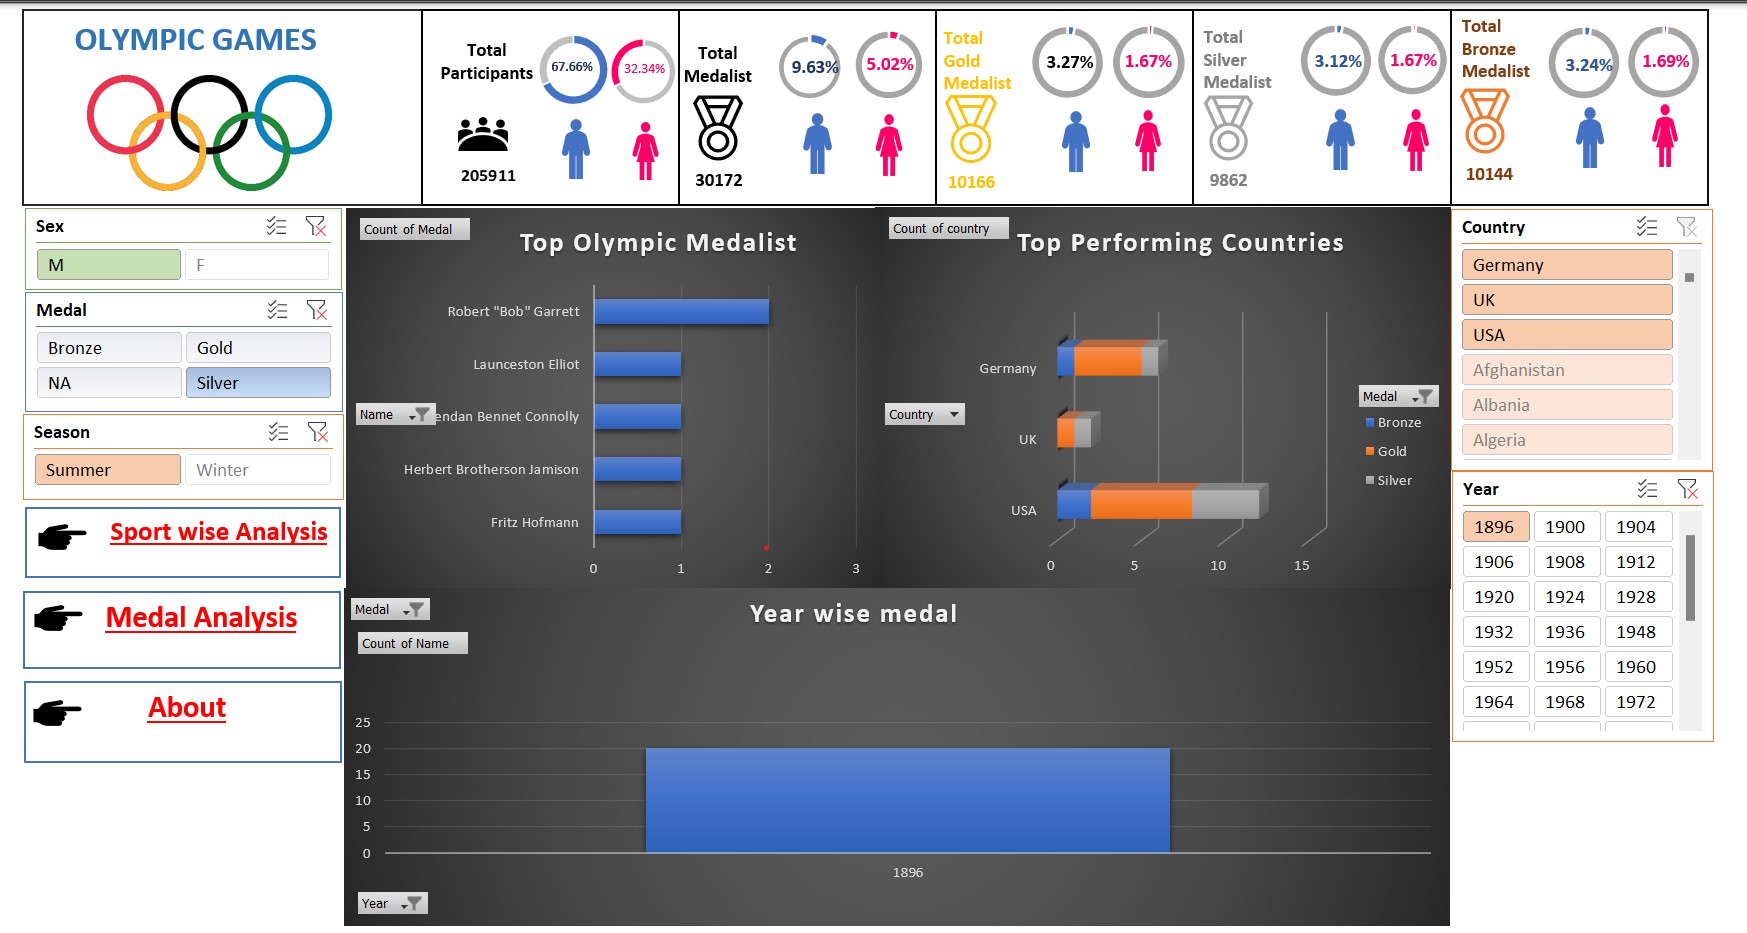 OLYMPIC GAMES
Total
Participants
67.66%
32.34%
205911
Total
Medalist
9.63%
5.02%
30172
Total
Gold
Medalist
3.27%
1.67%
10166
Total
Silver
Medalist
3.12%
1.67%
9862
Total
Bronze
Medalist
3.24%
1.69%
10144
Sex
M
F
Medal
Bronze
Gold
NA
Silver
Season
Summer
Winter
Sport wise Analysis
Medal Analysis
About
Count of Medal
Top Olympic Medalist
Robert "Bob" Garrett
Launceston Elliot
Name
endan Bennet Connolly
Herbert Brotherson Jamison
Fritz Hofmann
0 1 2 3
Count of country
Top Performing Countries
Germany
Country
UK
USA
0 5 10 15
Medal
Bronze
Gold
Silver
Medal
Year wise medal
Count of Name
25
20
15
10
5
0
1896
Year
Country
Germany
UK
USA
Afghanistan
Albania
Algeria
Year
1896 1900 1904
1906 1908 1912
1920 1924 1928
1932 1936 1948
1952 1956 1960
1964 1968 1972